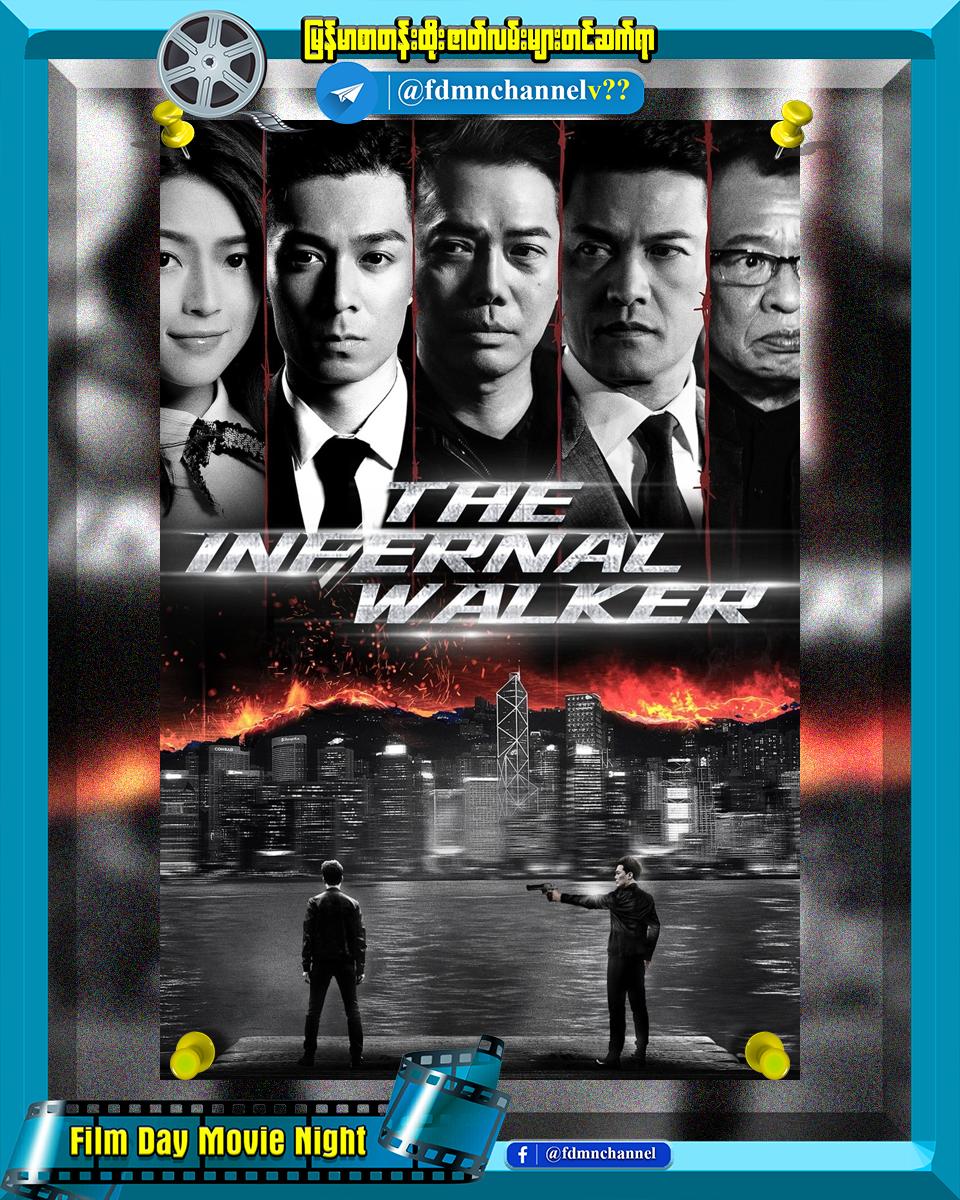 မြန်မာစာတန်းထိုးဇာတ်လမ်းများတင်ဆက်ရာ
@fdmnchannelv??
THE
INFERNAL
WALKER
CONRAD
Film Day Movie Night
f @fdmnchannel